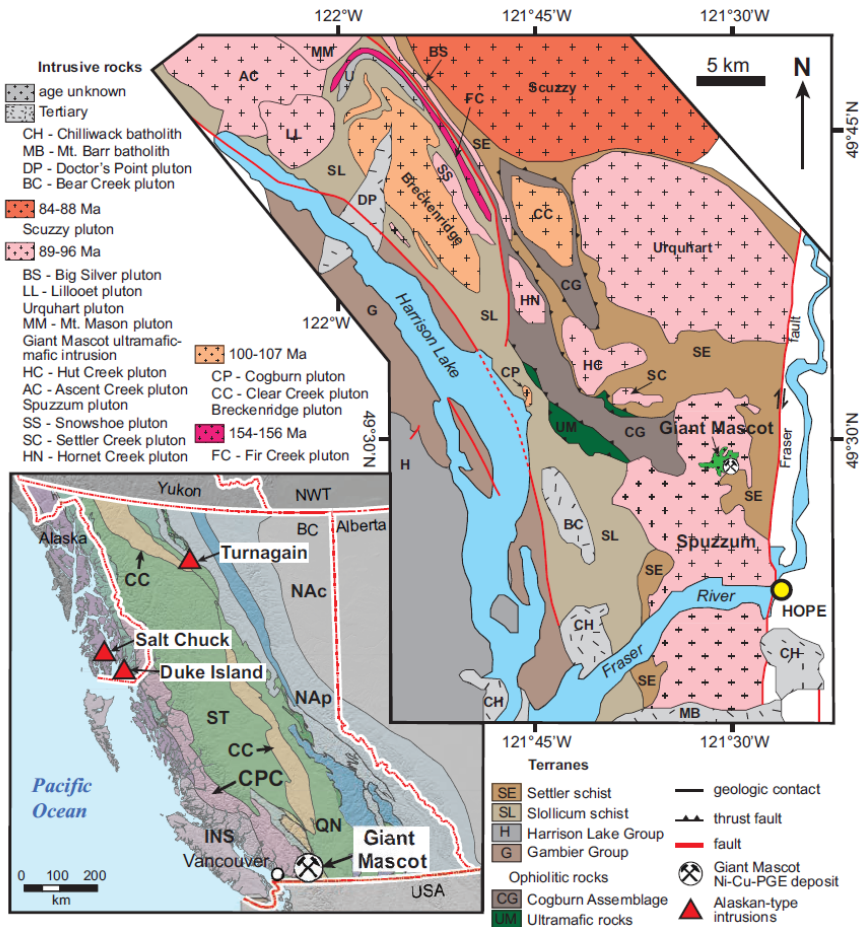 122°W
121°45'W
121°30'W
Intrusive rocks
age unknown
Tertiary
CH - Chilliwack batholith
MB - Mt. Barr batholith
DP - Doctor's Point pluton
BC - Bear Creek pluton
84-88 Ma
Scuzzy pluton
89-96 Ma
BS - Big Silver pluton
LL - Lillooet pluton
Urquhart pluton
MM - Mt. Mason pluton
Giant Mascot ultramafic-
mafic intrusion
HC - Hut Creek pluton
AC - Ascent Creek pluton
Spuzzum pluton
SS - Snowshoe pluton
SC - Settler Creek pluton
HN - Hornet Creek pluton
100-107 Ma
CP - Cogburn pluton
CC - Clear Creek pluton
Breckenridge pluton
154-156 Ma
FC - Fir Creek pluton
MM
BS
AC
U
Scuzzy
5 km
N
FC
49°45'N
LL
SE
SL
SS
DP
Breckenridge
CC
Urquhart
122°W
G
Harrison Lake
HN
CG
fault
SL
SE
HC
CP
SC
49°30'N
UM
CG
Giant Mascot
Fraser
H
SE
BC
SL
Spuzzum
SE
River
HOPE
CH
Fraser
CH
SE
CH
MB
121°45'W
121°30'W
Yukon
NWT
BC
Alberta
Alaska
CC
Turnagain
NAc
Salt Chuck
Duke Island
NAp
ST
CC
CPC
Pacific
Ocean
INS
QN
Giant
Mascot
Vancouver
0 100 200
km
USA
Terranes
SE Settler schist
SL Slollicum schist
H Harrison Lake Group
G Gambier Group
Ophiolitic rocks
CG Cogburn Assemblage
UM Ultramafic rocks
geologic contact
thrust fault
fault
Giant Mascot
Ni-Cu-PGE deposit
Alaskan-type
intrusions